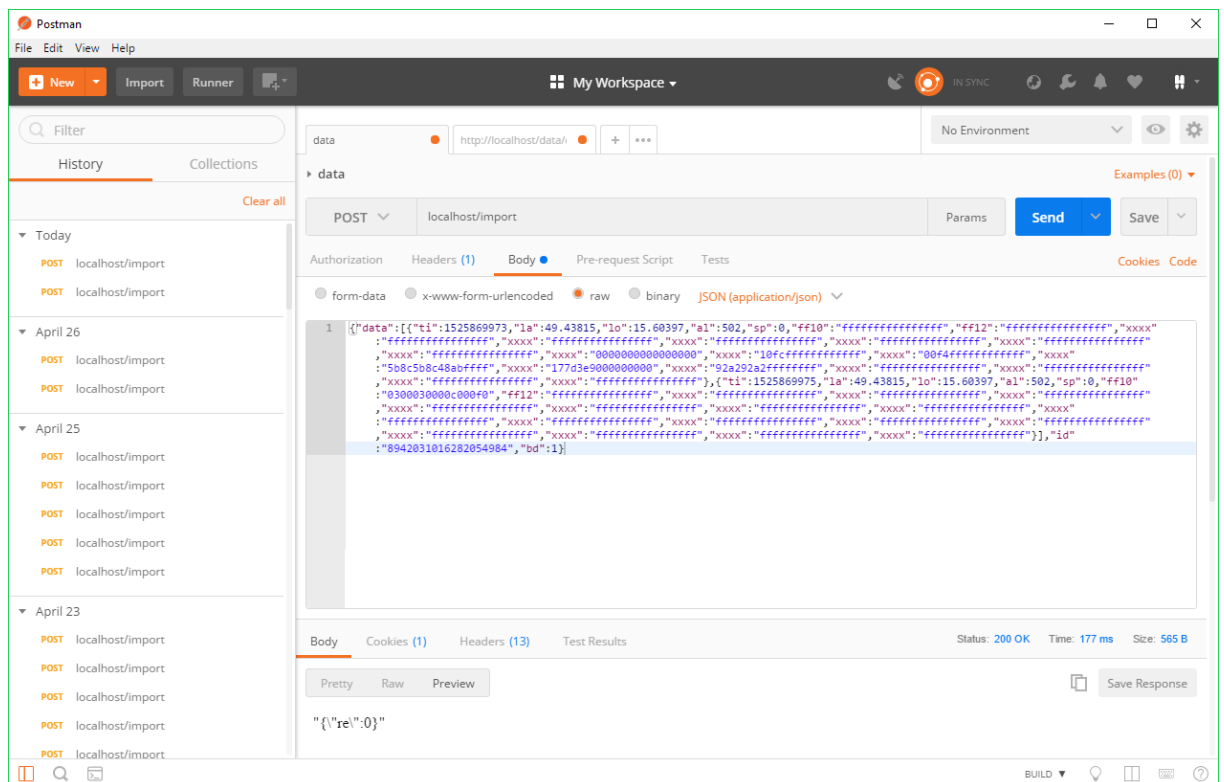 Postman
File Edit View Help
New Import Runner My Workspace IN SYNC
Filter
History Collections
Clear all
Today
POST localhost/import
POST localhost/import
April 26
POST localhost/import
POST localhost/import
April 25
POST localhost/import
POST localhost/import
POST localhost/import
POST localhost/import
POST localhost/import
April 23
POST localhost/import
POST localhost/import
POST localhost/import
POST localhost/import
POST localhost/import
data http://localhost/data/ + •••
No Environment
data
Examples (0)
POST localhost/import Params Send Save
Authorization Headers (1) Body Pre-request Script Tests Cookies Code
form-data x-www-form-urlencoded raw binary JSON (application/json)
1 {"data":[{"ti":1525869973,"la":49.43815,"lo":15.60397,"al":502,"sp":0,"ff10":"ffffffffffffffff","ff12":"ffffffffffffffff","xxxx"
:"ffffffffffffffff","xxxx":"ffffffffffffffff","xxxx":"ffffffffffffffff","xxxx":"ffffffffffffffff","xxxx":"ffffffffffffffff"
,"xxxx":"ffffffffffffffff","xxxx":"0000000000000000","xxxx":"10fcffffffffffff","xxxx":"00f4ffffffffffff","xxxx"
:"5b8c5b8c48abffff","xxxx":"177d3e9000000000","xxxx":"92a292a2ffffffff","xxxx":"ffffffffffffffff","xxxx":"ffffffffffffffff"
,"xxxx":"ffffffffffffffff","xxxx":"ffffffffffffffff"},{"ti":1525869975,"la":49.43815,"lo":15.60397,"al":502,"sp":0,"ff10"
:"0300030000c000f0","ff12":"ffffffffffffffff","xxxx":"ffffffffffffffff","xxxx":"ffffffffffffffff","xxxx":"ffffffffffffffff"
,"xxxx":"ffffffffffffffff","xxxx":"ffffffffffffffff","xxxx":"ffffffffffffffff","xxxx":"ffffffffffffffff","xxxx"
:"ffffffffffffffff","xxxx":"ffffffffffffffff","xxxx":"ffffffffffffffff","xxxx":"ffffffffffffffff","xxxx":"ffffffffffffffff"
,"xxxx":"ffffffffffffffff","xxxx":"ffffffffffffffff","xxxx":"ffffffffffffffff","xxxx":"ffffffffffffffff"}],"id"
:"8942031016282054984","bd":1}
Body Cookies (1) Headers (13) Test Results Status: 200 OK Time: 177 ms Size: 565 B
Pretty Raw Preview Save Response
"{\"re\":0}"
BUILD